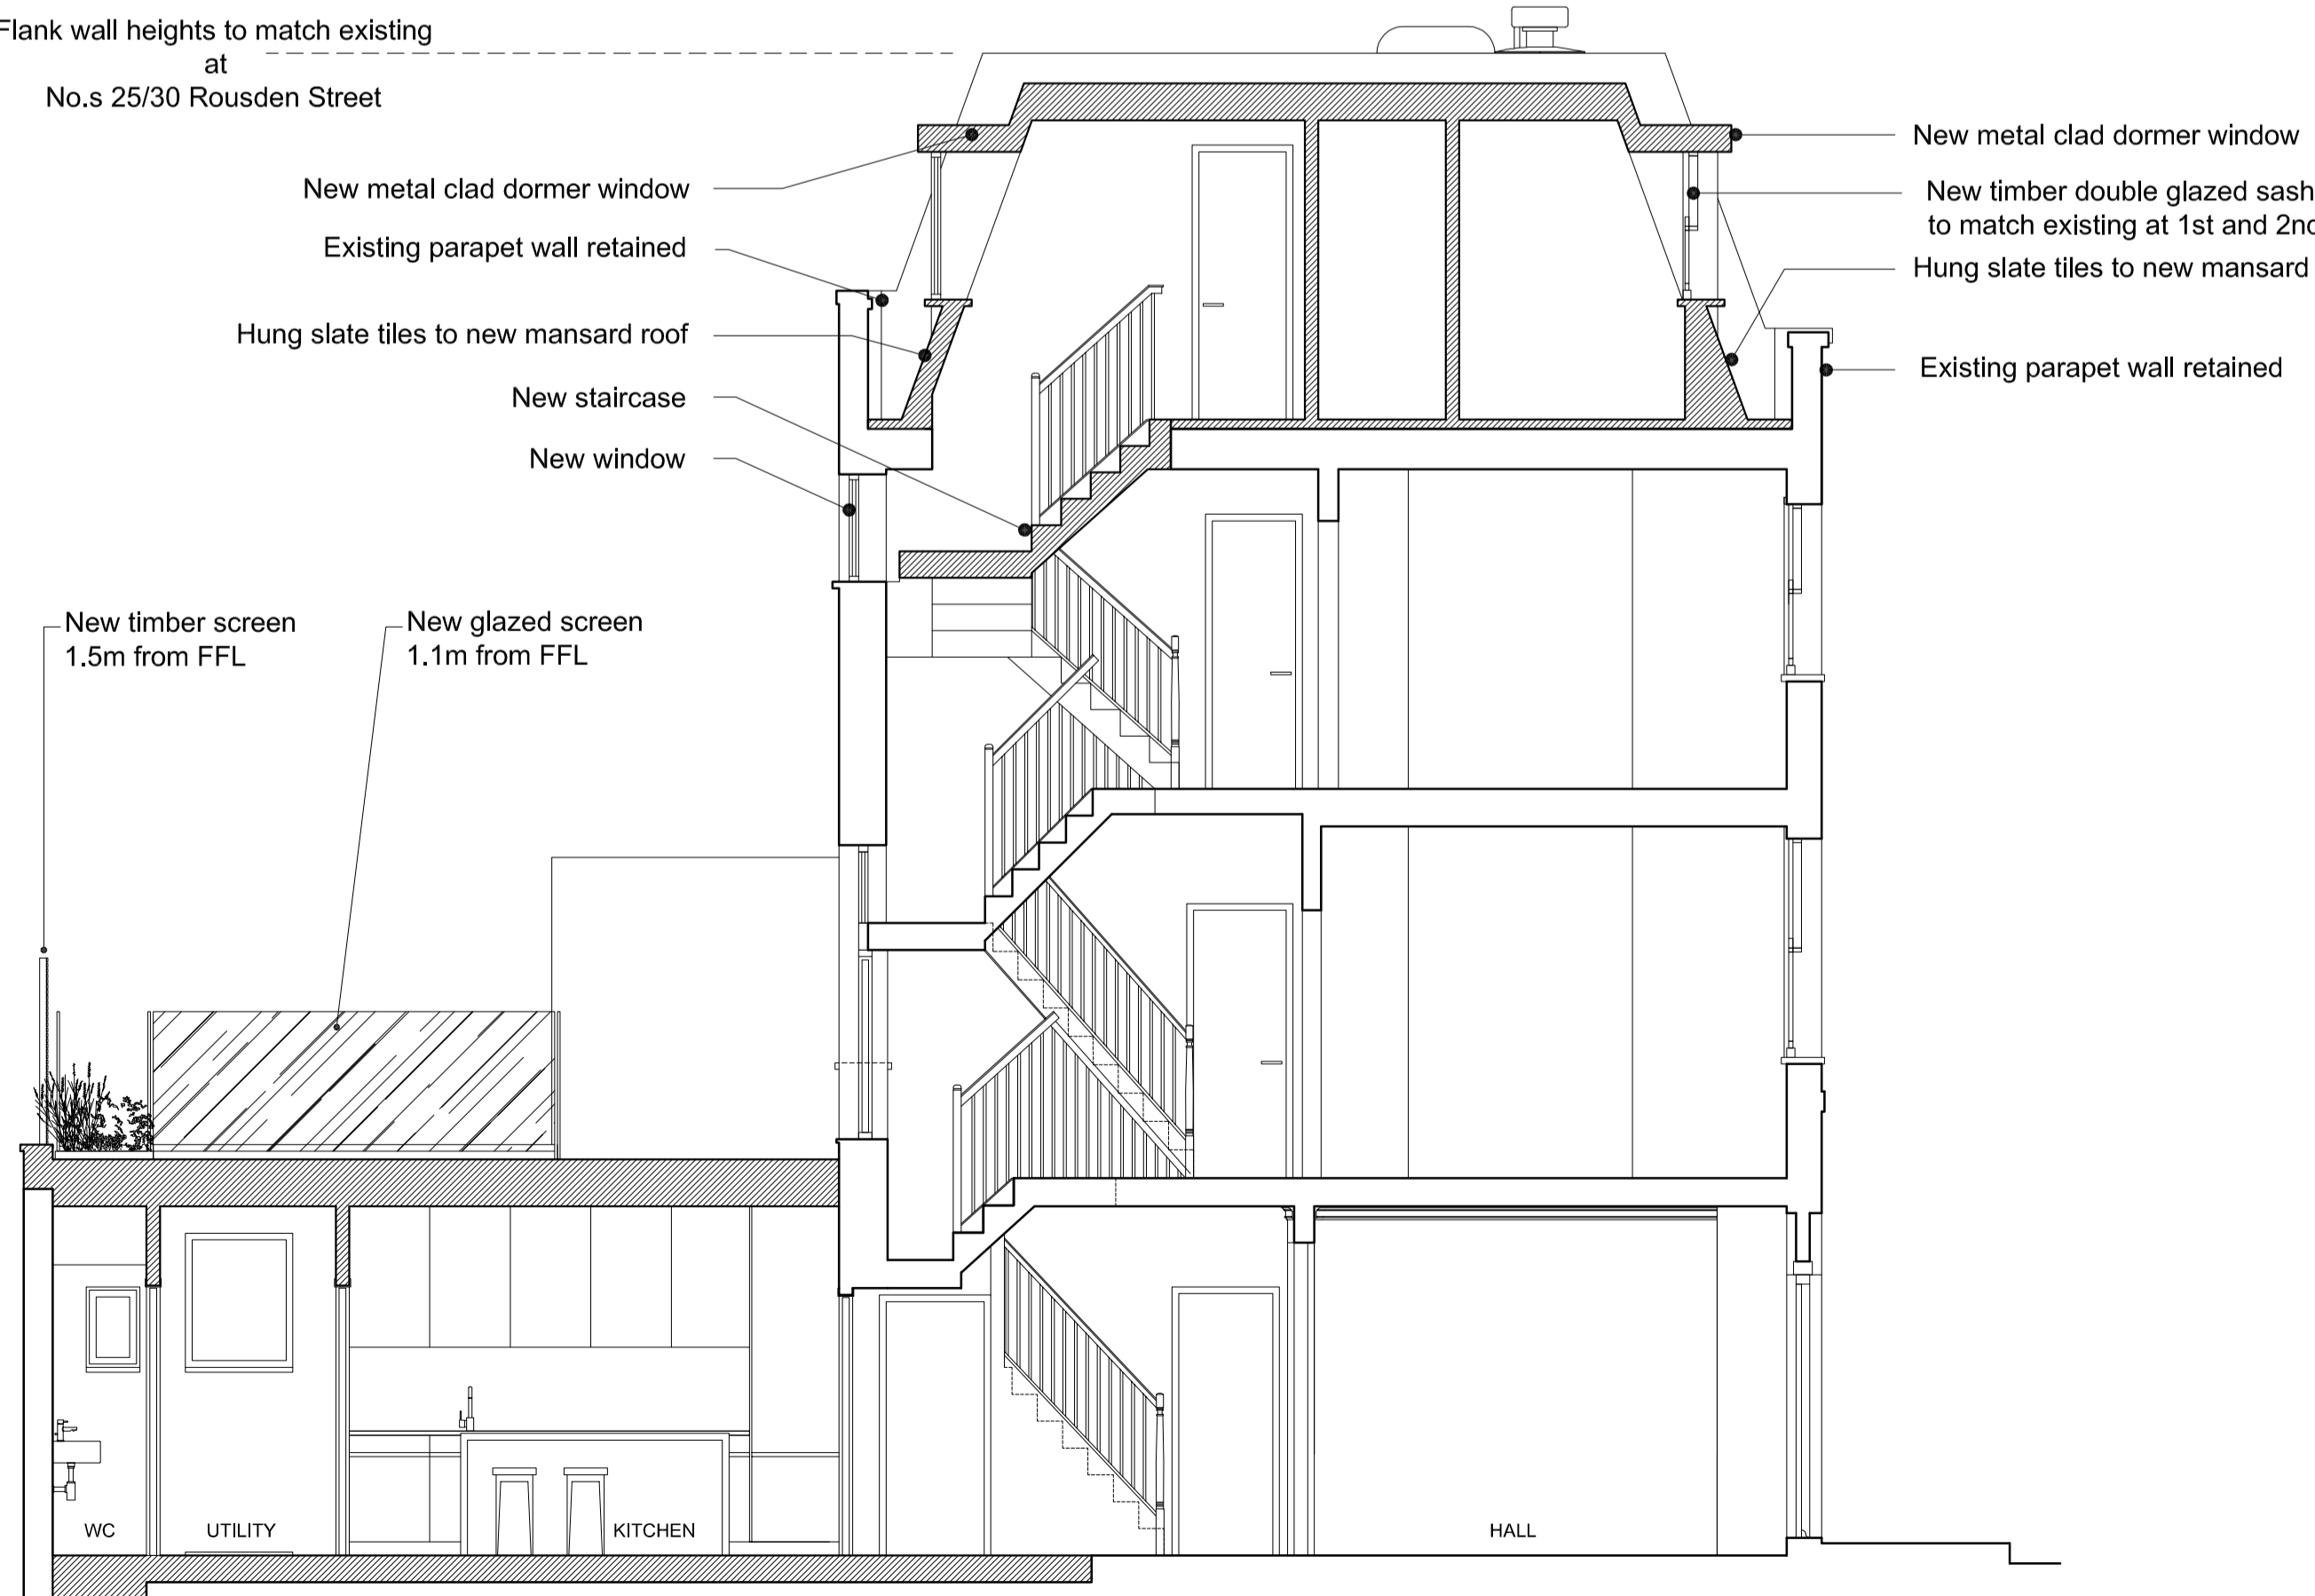 Flank wall heights to match existing
at
No.s 25/30 Rousden Street
New metal clad dormer window
Existing parapet wall retained
Hung slate tiles to new mansard roof
New staircase
New window
New metal clad dormer window
New timber double glazed sash
to match existing at 1st and 2nd
Hung slate tiles to new mansard
Existing parapet wall retained
New timber screen
1.5m from FFL
New glazed screen
1.1m from FFL
WC
UTILITY
KITCHEN
HALL